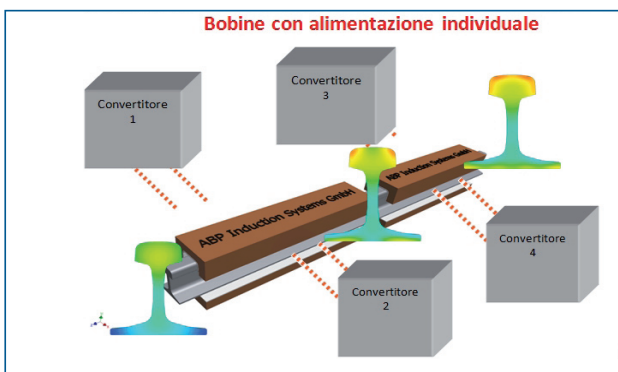 Bobine con alimentazione individuale
Convertitore
1
Convertitore
3
ABP Induction Systems GmbH
ABP Induction Systems GmbH
Convertitore
4
Convertitore
2